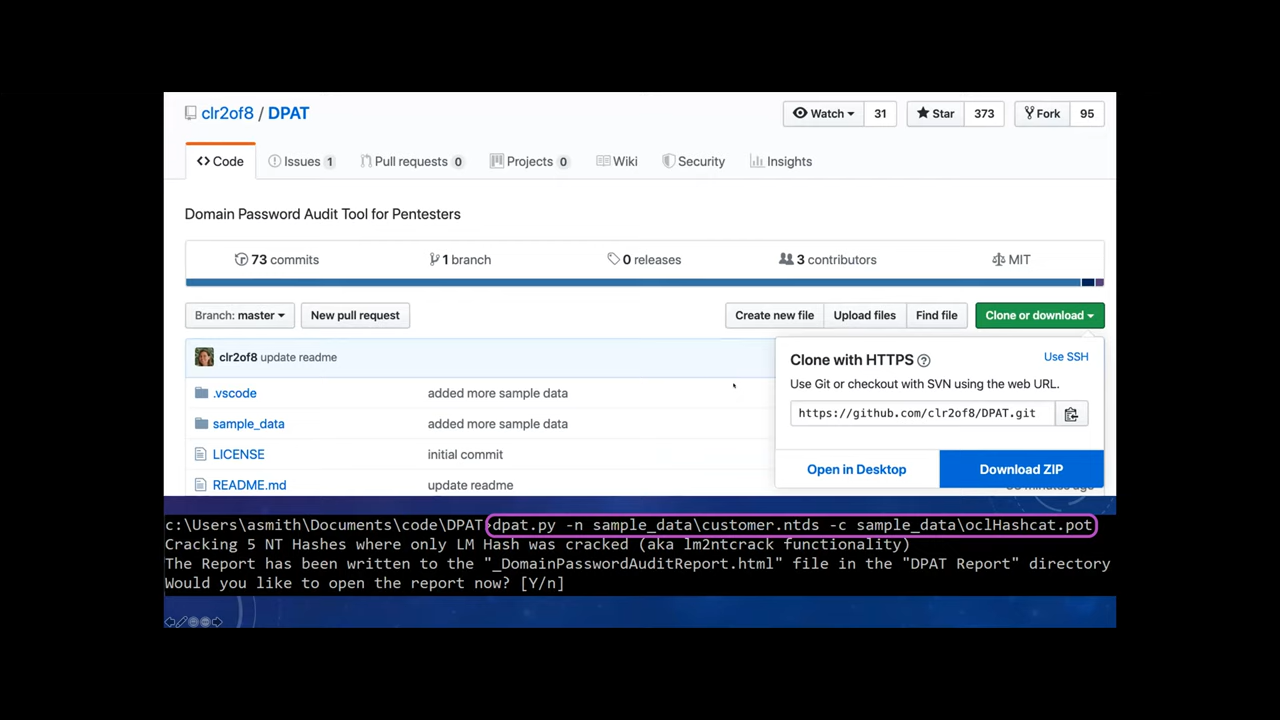 clr2of8 / DPAT
Watch 31 Star 373 Fork 95
Code Issues 1 Pull requests 0 Projects 0 Wiki Security Insights
Domain Password Audit Tool for Pentesters
73 commits 1 branch 0 releases 3 contributors MIT
Branch: master New pull request Create new file Upload files Find file Clone or download
clr2of8 update readme
Clone with HTTPS ? Use SSH
Use Git or checkout with SVN using the web URL.
.vscode added more sample data
https://github.com/clr2of8/DPAT.git
sample_data added more sample data
LICENSE initial commit
Open in Desktop Download ZIP
README.md update readme
c:\Users\asmith\Documents\code\DPAT>dpat.py -n sample_data\customer.ntds -c sample_data\oclHashcat.pot
Cracking 5 NT Hashes where only LM Hash was cracked (aka lm2ntcrack functionality)
The Report has been written to the "_DomainPasswordAuditReport.html" file in the "DPAT Report" directory
Would you like to open the report now? [Y/n]